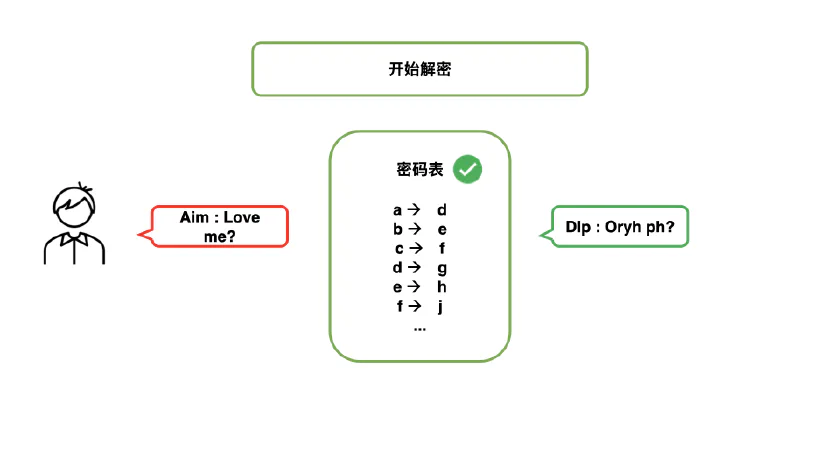 开始解密
密码表
a → d
b → e
c → f
d → g
e → h
f → j
...
Aim : Love
me?
Dlp : Oryh ph?